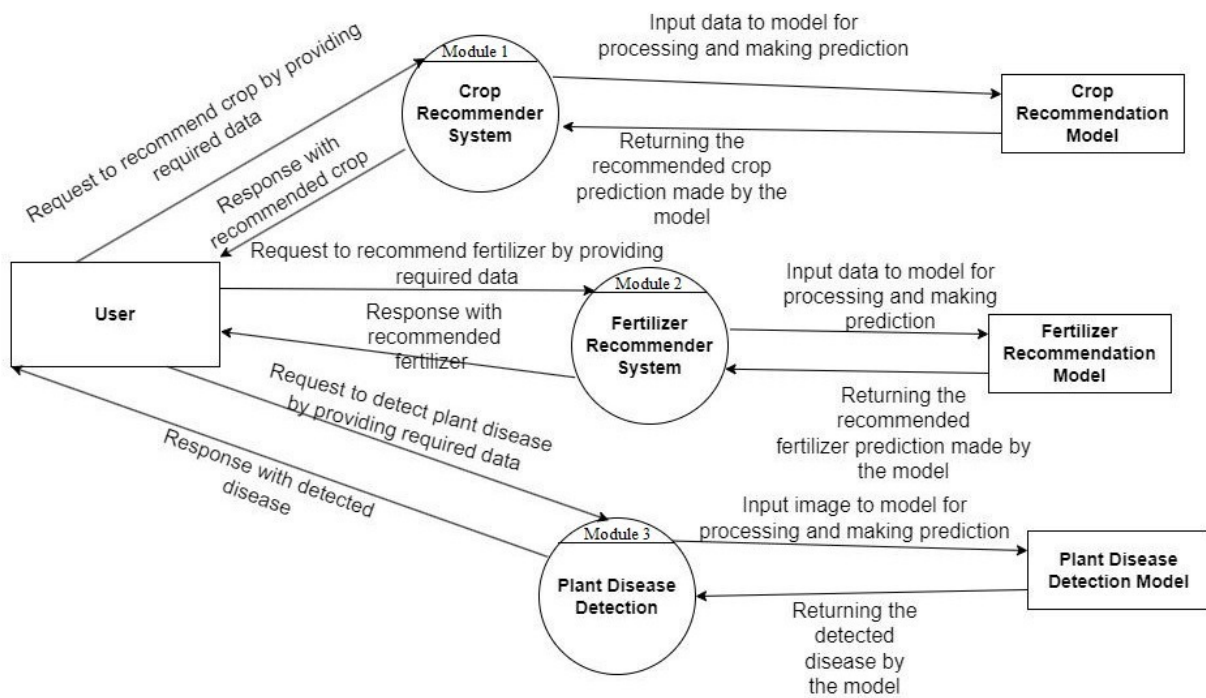 Request to recommend crop by providing
required data
Response with
recommended crop
Module 1
Crop
Recommender
System
Input data to model for
processing and making prediction
Returning the
recommended crop
prediction made by the
model
Crop
Recommendation
Model
User
Request to recommend fertilizer by providing
required data
Response with
recommended
fertilizer
Module 2
Fertilizer
Recommender
System
Input data to model for
processing and making
prediction
Returning the
recommended
fertilizer prediction made by
the model
Fertilizer
Recommendation
Model
Request to detect plant disease
by providing required data
Response with detected
disease
Module 3
Plant Disease
Detection
Input image to model for
processing and making prediction
Returning the
detected
disease by
the model
Plant Disease
Detection Model